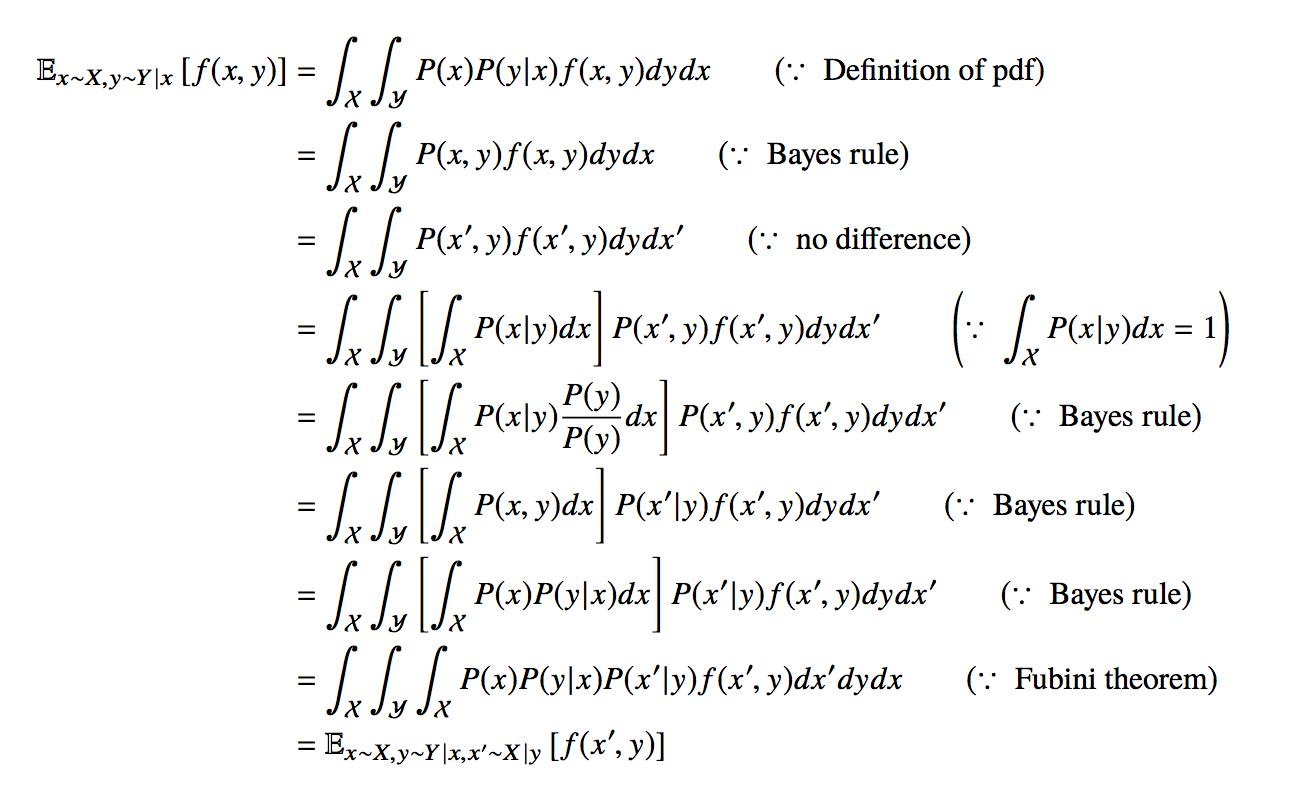 𝔼_{x∼X,y∼Y|x} [f(x, y)] = ∫_𝒳 ∫_𝒴 P(x)P(y|x)f(x, y)dydx (∵ Definition of pdf)
= ∫_𝒳 ∫_𝒴 P(x, y)f(x, y)dydx (∵ Bayes rule)
= ∫_𝒳 ∫_𝒴 P(x′, y)f(x′, y)dydx′ (∵ no difference)
= ∫_𝒳 ∫_𝒴 [∫_𝒳 P(x|y)dx] P(x′, y)f(x′, y)dydx′ (∵ ∫_𝒳 P(x|y)dx = 1)
= ∫_𝒳 ∫_𝒴 [∫_𝒳 P(x|y) \frac{P(y)}{P(y)} dx] P(x′, y)f(x′, y)dydx′ (∵ Bayes rule)
= ∫_𝒳 ∫_𝒴 [∫_𝒳 P(x, y)dx] P(x′|y)f(x′, y)dydx′ (∵ Bayes rule)
= ∫_𝒳 ∫_𝒴 [∫_𝒳 P(x)P(y|x)dx] P(x′|y)f(x′, y)dydx′ (∵ Bayes rule)
= ∫_𝒳 ∫_𝒴 ∫_𝒳 P(x)P(y|x)P(x′|y)f(x′, y)dx′dydx (∵ Fubini theorem)
= 𝔼_{x∼X,y∼Y|x,x′∼X|y} [f(x′, y)]